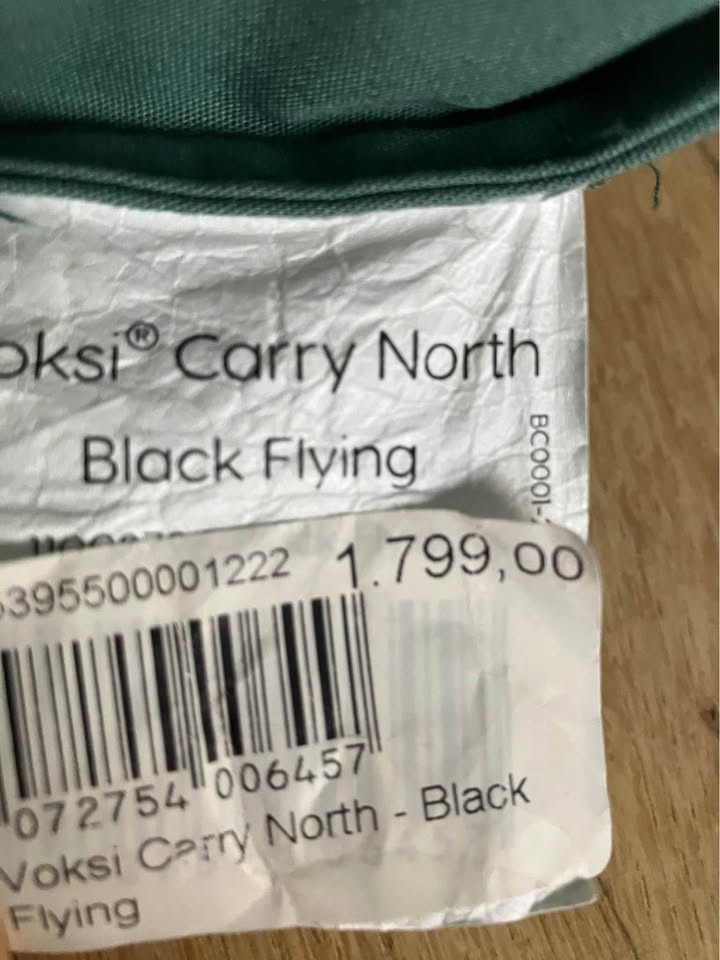 oksi® Carry North
Black Flying
BC0001-
395500001222 1.799,00
072754 006457
Voksi Carry North - Black
Flying